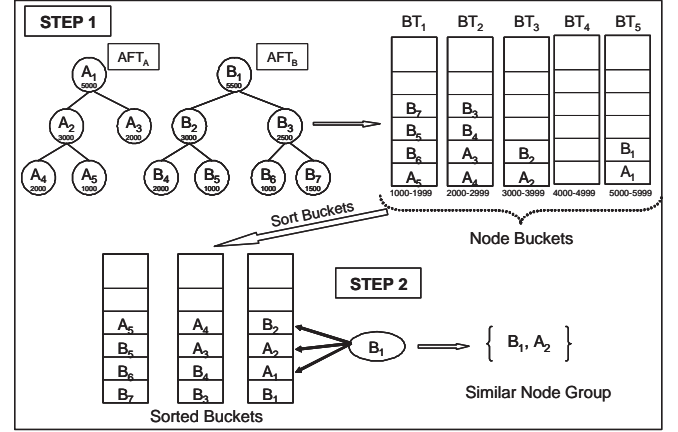 STEP 1
AFT_A
AFT_B
BT₁ BT₂ BT₃ BT₄ BT₅
A₁
5000
B₁
5500
A₂
3000
A₃
2000
B₂
3000
B₃
2500
A₄
2000
A₅
1000
B₄
2000
B₅
1000
B₆
1000
B₇
1500
B₇ B₃
B₅ B₄
B₆ A₃ B₂ B₁
A₅ A₄ A₂ A₁
1000-1999 2000-2999 3000-3999 4000-4999 5000-5999
Sort Buckets
Node Buckets
STEP 2
A₅ A₄ B₂
B₅ A₃ A₂
B₆ B₄ A₁
B₇ B₃ B₁
B₁
{ B₁, A₂ }
Similar Node Group
Sorted Buckets